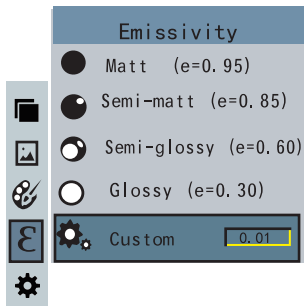 Emissivity
Matt (e=0.95)
Semi-matt (e=0.85)
Semi-glossy (e=0.60)
Glossy (e=0.30)
ε
Custom 0.01